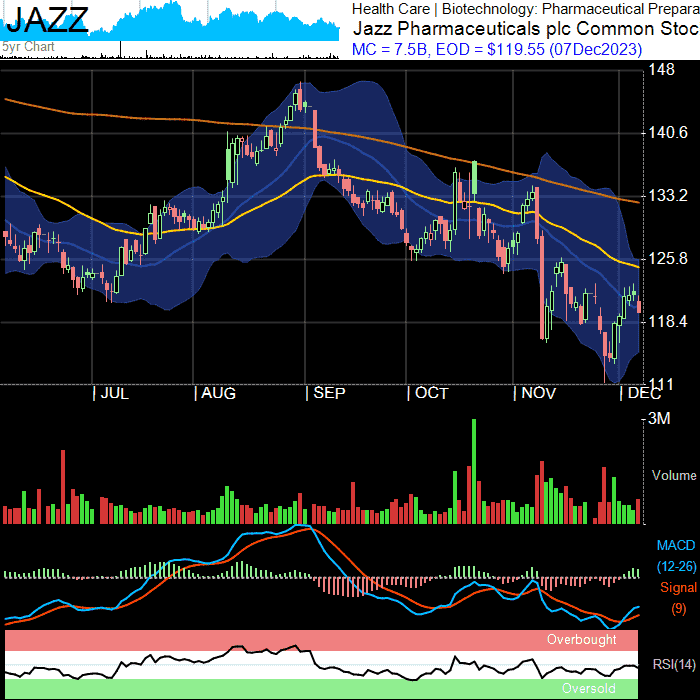 JAZZ
5yr Chart
Health Care | Biotechnology: Pharmaceutical Prepara
Jazz Pharmaceuticals plc Common Stoc
MC = 7.5B, EOD = $119.55 (07Dec2023)
148
140.6
133.2
125.8
118.4
111
| JUL | AUG | SEP | OCT | NOV | DEC
3M
Volume
MACD
(12-26)
Signal
(9)
Overbought
RSI(14)
Oversold